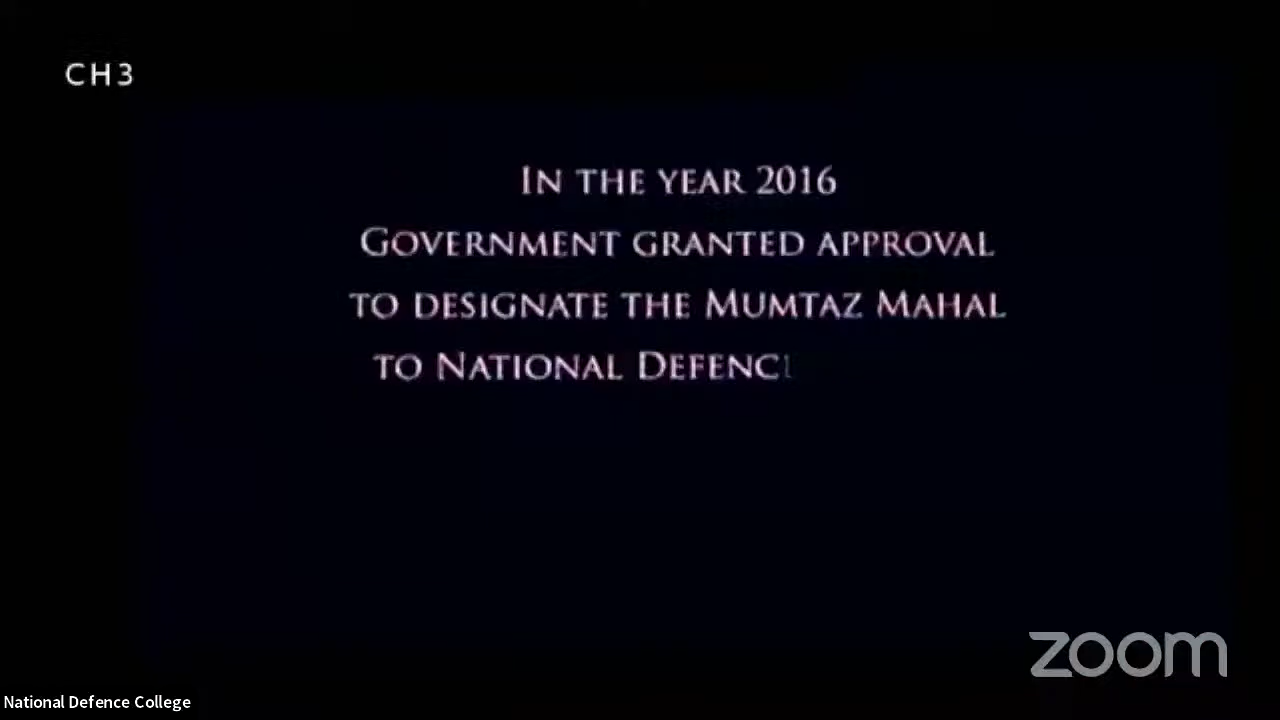 CH3
IN THE YEAR 2016
GOVERNMENT GRANTED APPROVAL
TO DESIGNATE THE MUMTAZ MAHAL
TO NATIONAL
zoom
National Defence College